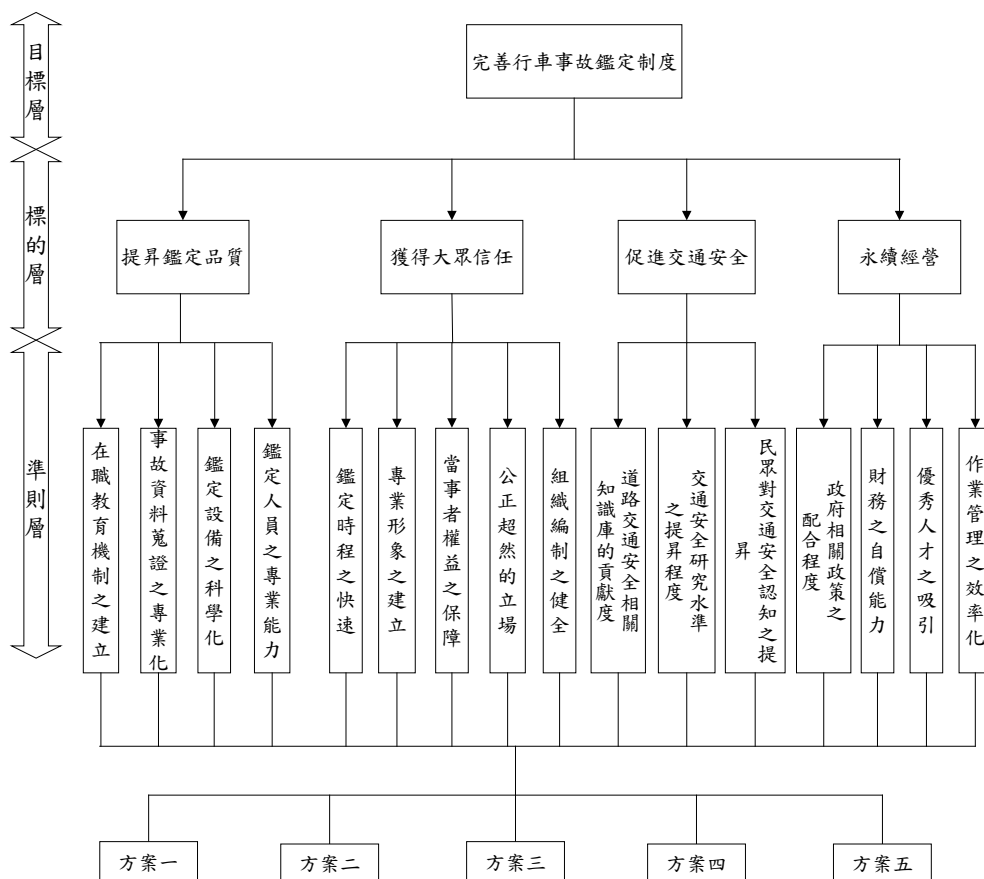 目標層
完善行車事故鑑定制度
標的層
提昇鑑定品質
獲得大眾信任
促進交通安全
永續經營
準則層
在職教育機制之建立
事故資料蒐證之專業化
鑑定設備之科學化
鑑定人員之專業能力
鑑定時程之快速
專業形象之建立
當事者權益之保障
公正超然的立場
組織編制之健全
道路交通安全相關
知識庫的貢獻度
交通安全研究水準
之提昇程度
民眾對交通安全認知之提
昇
政府相關政策之
配合程度
財務之自償能力
優秀人才之吸引
作業管理之效率化
方案一
方案二
方案三
方案四
方案五